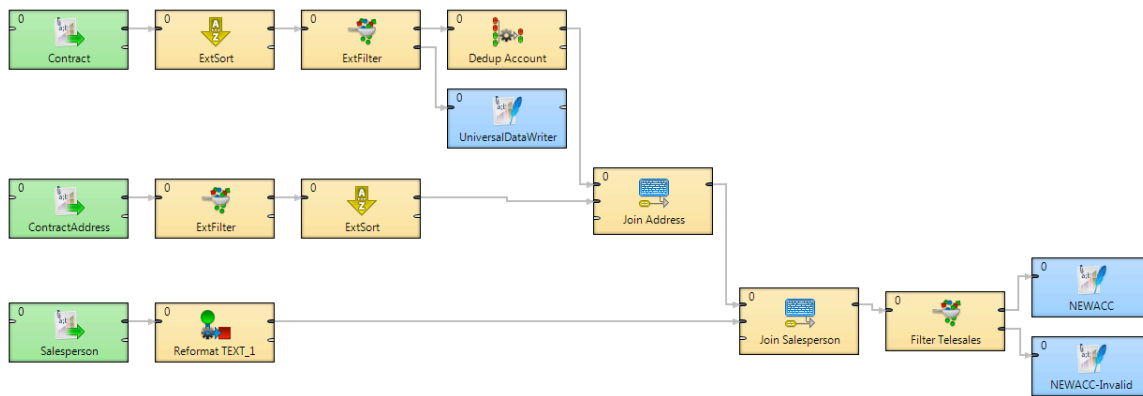 0 0 0 0
Contract ExtSort ExtFilter Dedup Account
0
UniversalDataWriter
0 0 0 0
ContractAddress ExtFilter ExtSort Join Address
0 0 0 0 0
Salesperson Reformat TEXT_1 Join Salesperson Filter Telesales NEWACC
0
NEWACC-Invalid